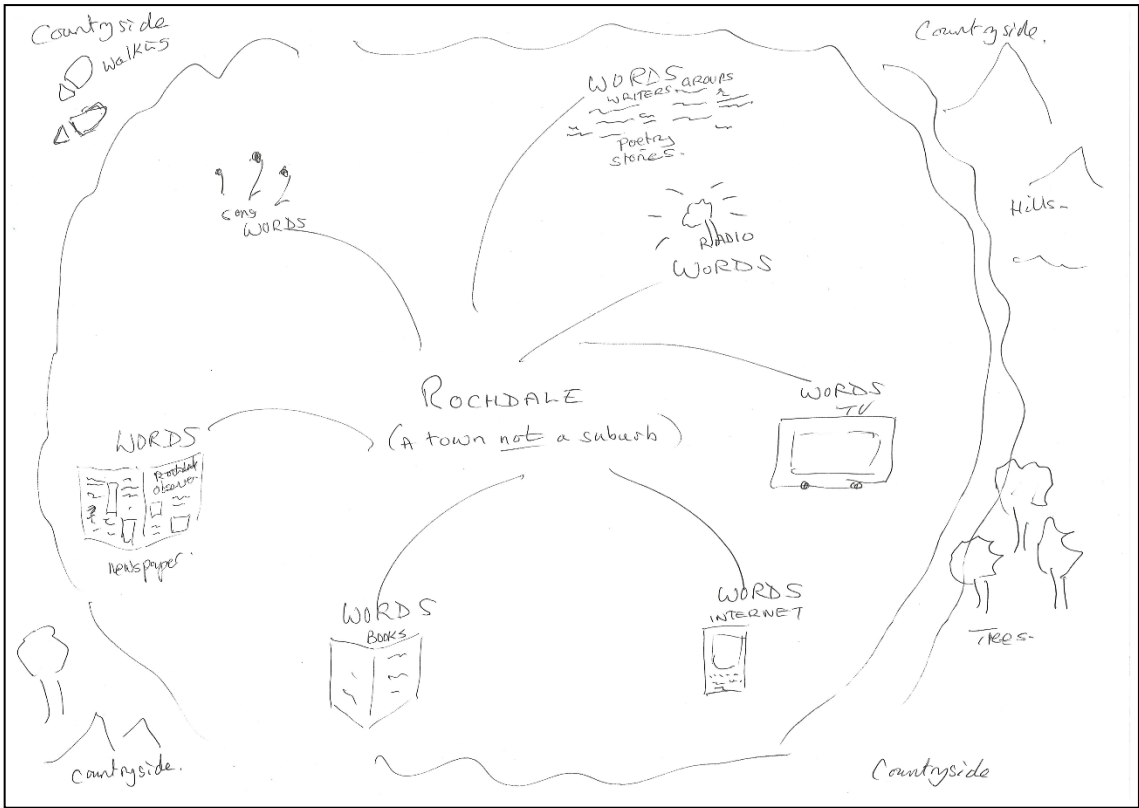 Countryside
walkers
Countryside.
WORDS GROUPS
WRITERS
Poetry
stories.
Song
WORDS
RADIO
WORDS
Hills-
ROCHDALE
(A town not a suburb)
WORDS
TV
WORDS
Rochdale
observer
newspaper.
WORDS
BOOKS
WORDS
INTERNET
Trees-
Countryside.
Countryside